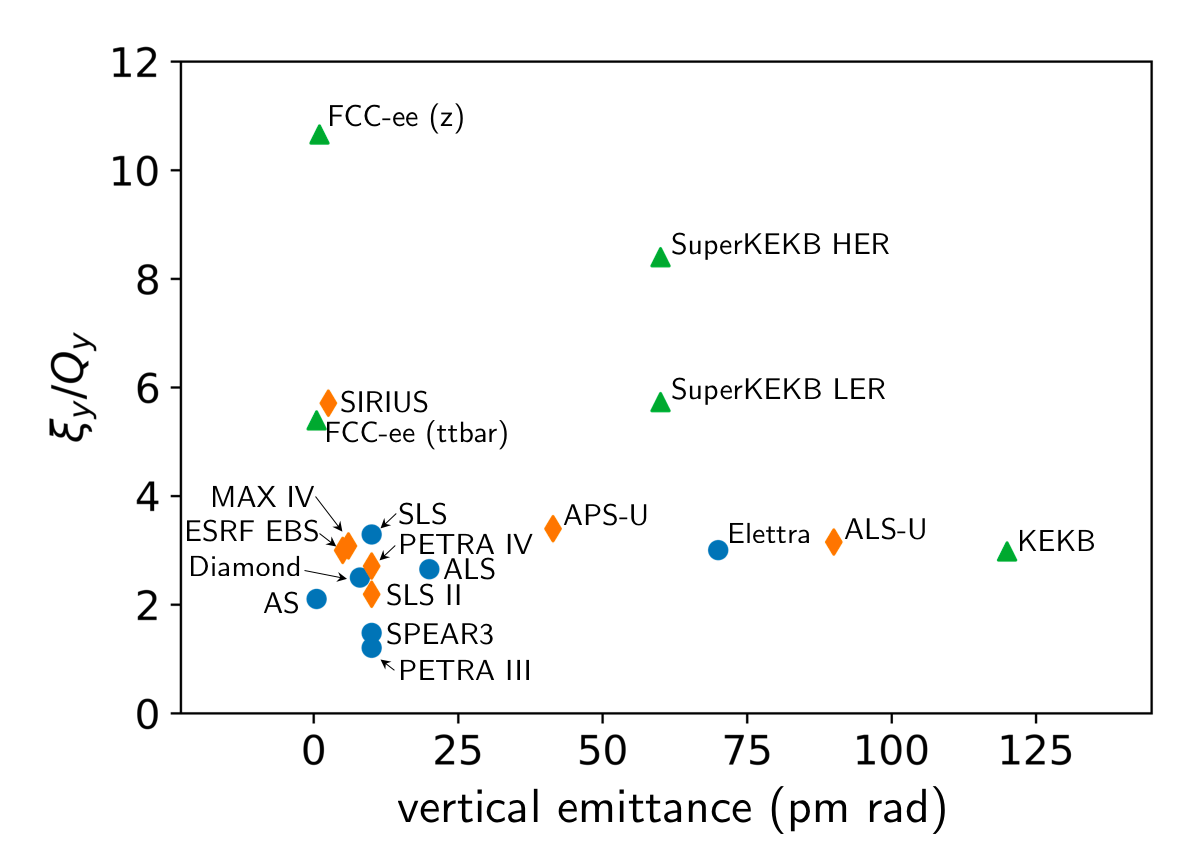 12
FCC-ee (z)
10
SuperKEKB HER
8
ξy/Qy
6
SuperKEKB LER
SIRIUS
FCC-ee (ttbar)
4
MAX IV
SLS
APS-U
ESRF EBS
Elettra
ALS-U
PETRA IV
KEKB
Diamond
ALS
2
AS
SLS II
SPEAR3
PETRA III
0
0 25 50 75 100 125
vertical emittance (pm rad)